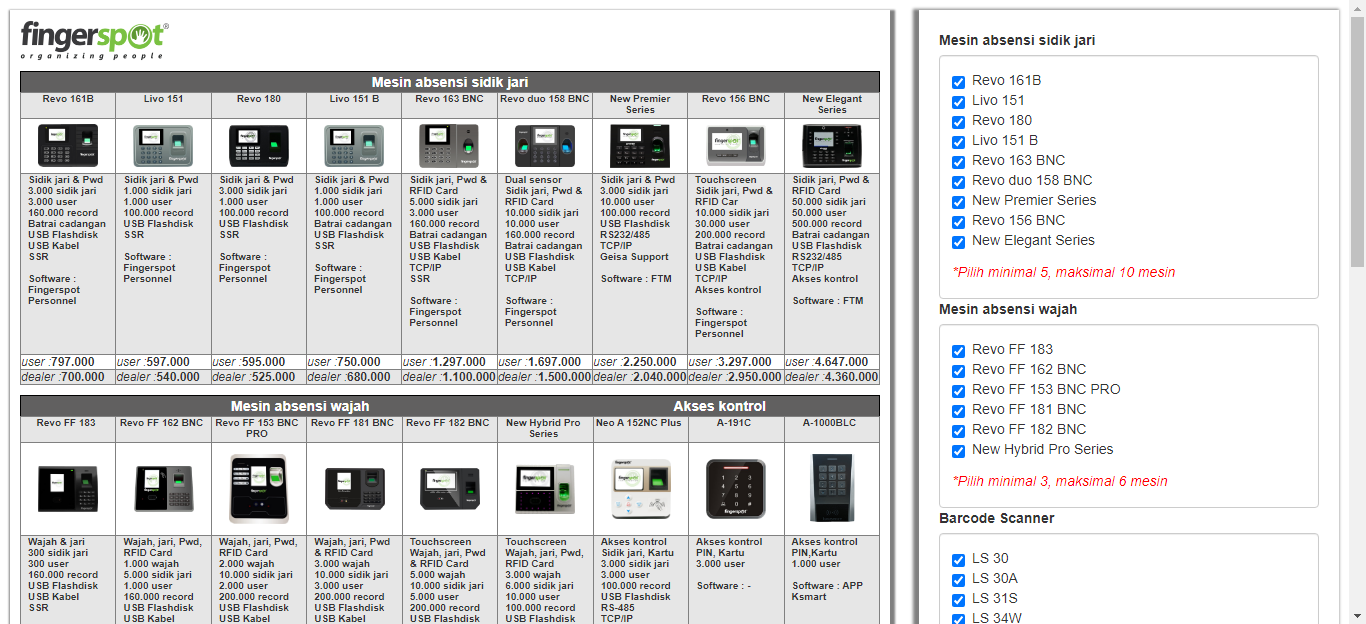 fingerspot
organizing people
Mesin absensi sidik jari
Revo 161B
Livo 151
Revo 180
Livo 151 B
Revo 163 BNC
Revo duo 158 BNC
New Premier
Series
Revo 156 BNC
New Elegant
Series
Sidik jari & Pwd
3.000 sidik jari
3.000 user
160.000 record
Batrai cadangan
USB Flashdisk
USB Kabel
SSR
Software :
Fingerspot
Personnel
Sidik jari & Pwd
1.000 sidik jari
1.000 user
100.000 record
USB Flashdisk
SSR
Software :
Fingerspot
Personnel
Sidik jari & Pwd
3.000 sidik jari
1.000 user
100.000 record
USB Flashdisk
SSR
Software :
Fingerspot
Personnel
Sidik jari & Pwd
1.000 sidik jari
1.000 user
100.000 record
Batrai cadangan
USB Flashdisk
SSR
Software :
Fingerspot
Personnel
Sidik jari, Pwd &
RFID Card
5.000 sidik jari
3.000 user
160.000 record
Batrai cadangan
USB Flashdisk
USB Kabel
TCP/IP
SSR
Software :
Fingerspot
Personnel
Dual sensor
Sidik jari, Pwd &
RFID Card
10.000 sidik jari
10.000 user
160.000 record
Batrai cadangan
USB Flashdisk
USB Kabel
TCP/IP
Software :
Fingerspot
Personnel
Sidik jari & Pwd
3.000 sidik jari
10.000 user
100.000 record
USB Flashdisk
RS232/485
TCP/IP
Geisa Support
Software : FTM
Touchscreen
Sidik jari, Pwd &
RFID Car
10.000 sidik jari
30.000 user
200.000 record
Batrai cadangan
USB Flashdisk
USB Kabel
TCP/IP
Akses kontrol
Software :
Fingerspot
Personnel
Sidik jari, Pwd &
RFID Card
50.000 sidik jari
50.000 user
500.000 record
Batrai cadangan
USB Flashdisk
RS232/485
TCP/IP
Akses kontrol
Software : FTM
user :797.000
user :597.000
user :595.000
user :750.000
user :1.297.000
user :1.697.000
user :2.250.000
user :3.297.000
user :4.647.000
dealer :700.000
dealer :540.000
dealer :525.000
dealer :680.000
dealer :1.100.000
dealer :1.500.000
dealer :2.040.000
dealer :2.950.000
dealer :4.360.000
Mesin absensi wajah
Akses kontrol
Revo FF 183
Revo FF 162 BNC
Revo FF 153 BNC
PRO
Revo FF 181 BNC
Revo FF 182 BNC
New Hybrid Pro
Series
Neo A 152NC Plus
A-191C
A-1000BLC
Wajah & jari
300 sidik jari
300 user
160.000 record
USB Flashdisk
USB Kabel
SSR
Wajah, jari, Pwd,
RFID Card
1.000 wajah
5.000 sidik jari
1.000 user
160.000 record
USB Flashdisk
USB Kabel
Wajah, jari, Pwd,
RFID Card
2.000 wajah
10.000 sidik jari
2.000 user
200.000 record
USB Flashdisk
USB Kabel
Wajah, jari, Pwd
& RFID Card
3.000 wajah
10.000 sidik jari
3.000 user
200.000 record
USB Flashdisk
USB Kabel
Touchscreen
Wajah, jari, Pwd
& RFID Card
5.000 wajah
10.000 sidik jari
5.000 user
200.000 record
USB Flashdisk
Touchscreen
Wajah, jari, Pwd,
RFID Card
3.000 wajah
6.000 sidik jari
10.000 user
100.000 record
USB Flashdisk
Akses kontrol
Sidik jari, Kartu
3.000 sidik jari
3.000 user
100.000 record
USB Flashdisk
RS-485
TCP/IP
Akses kontrol
PIN, Kartu
3.000 user
Software : -
Akses kontrol
PIN,Kartu
1.000 user
Software : APP
Ksmart
Mesin absensi sidik jari
Revo 161B
Livo 151
Revo 180
Livo 151 B
Revo 163 BNC
Revo duo 158 BNC
New Premier Series
Revo 156 BNC
New Elegant Series
*Pilih minimal 5, maksimal 10 mesin
Mesin absensi wajah
Revo FF 183
Revo FF 162 BNC
Revo FF 153 BNC PRO
Revo FF 181 BNC
Revo FF 182 BNC
New Hybrid Pro Series
*Pilih minimal 3, maksimal 6 mesin
Barcode Scanner
LS 30
LS 30A
LS 31S
LS 34W